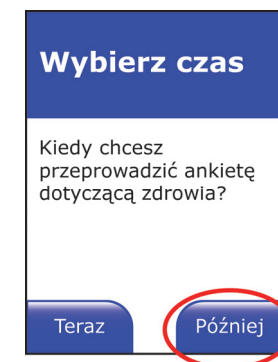 Wybierz czas
Kiedy chcesz
przeprowadzić ankietę
dotyczącą zdrowia?
Teraz
Później